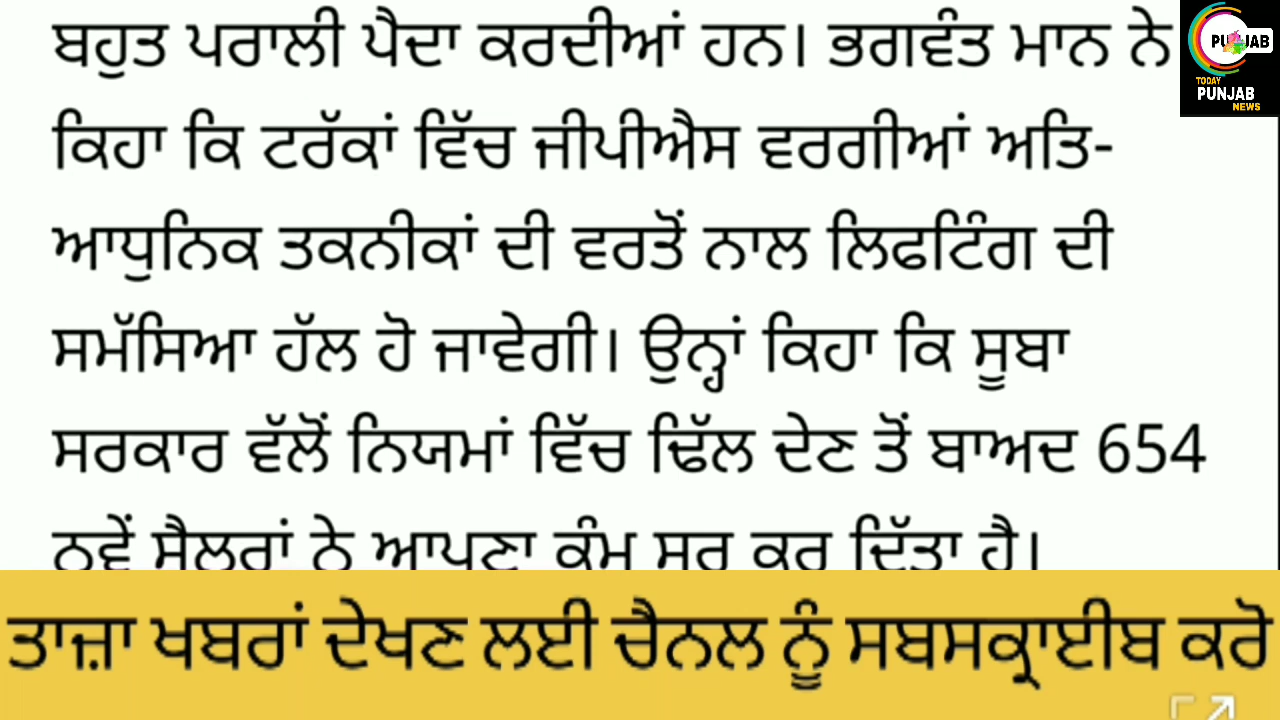 ਬਹੁਤ ਪਰਾਲੀ ਪੈਦਾ ਕਰਦੀਆਂ ਹਨ। ਭਗਵੰਤ ਮਾਨ ਨੇ
ਕਿਹਾ ਕਿ ਟਰੱਕਾਂ ਵਿੱਚ ਜੀਪੀਐਸ ਵਰਗੀਆਂ ਅਤਿ-
ਆਧੁਨਿਕ ਤਕਨੀਕਾਂ ਦੀ ਵਰਤੋਂ ਨਾਲ ਲਿਫਟਿੰਗ ਦੀ
ਸਮੱਸਿਆ ਹੱਲ ਹੋ ਜਾਵੇਗੀ। ਉਨ੍ਹਾਂ ਕਿਹਾ ਕਿ ਸੂਬਾ
ਸਰਕਾਰ ਵੱਲੋਂ ਨਿਯਮਾਂ ਵਿੱਚ ਢਿੱਲ ਦੇਣ ਤੋਂ ਬਾਅਦ 654
ਨਵੇਂ ਸੈਲਰਾਂ ਨੇ ਆਪਣਾ ਕੰਮ ਕਰ ਦਿੱਤਾ ਹੈ।
ਤਾਜ਼ਾ ਖਬਰਾਂ ਦੇਖਣ ਲਈ ਚੈਨਲ ਨੂੰ ਸਬਸਕ੍ਰਾਈਬ ਕਰੋ
PUNJAB
TODAY
PUNJAB
NEWS